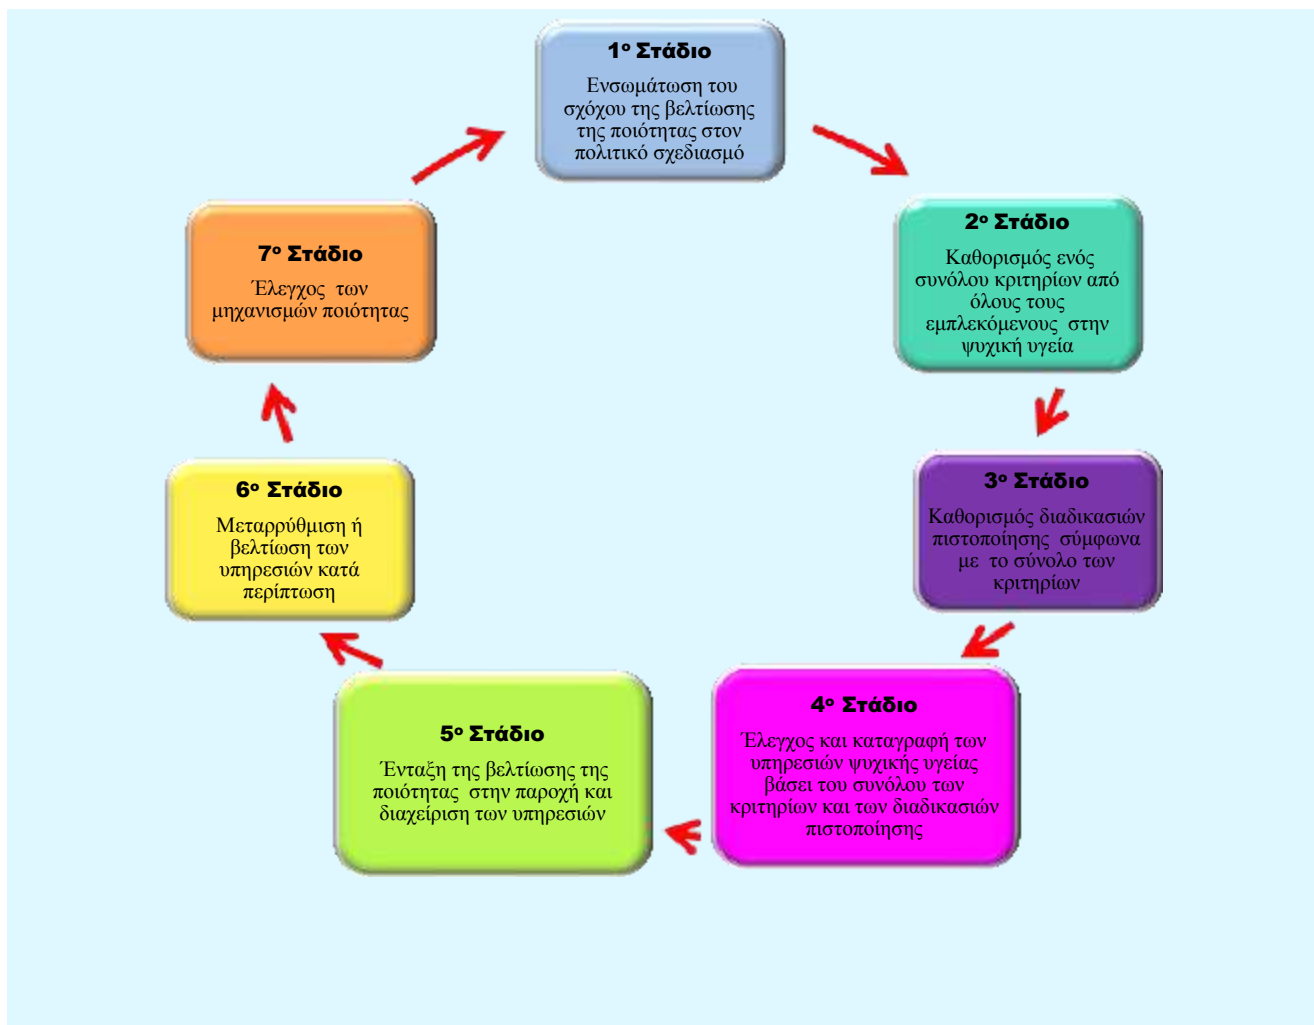 1ο Στάδιο
Ενσωμάτωση του
σχόχου της βελτίωσης
της ποιότητας στον
πολιτικό σχεδιασμό
2ο Στάδιο
Καθορισμός ενός
συνόλου κριτηρίων από
όλους τους
εμπλεκόμενους στην
ψυχική υγεία
3ο Στάδιο
Καθορισμός διαδικασιών
πιστοποίησης σύμφωνα
με το σύνολο των
κριτηρίων
4ο Στάδιο
Έλεγχος και καταγραφή των
υπηρεσιών ψυχικής υγείας
βάσει του συνόλου των
κριτηρίων και των διαδικασιών
πιστοποίησης
5ο Στάδιο
Ένταξη της βελτίωσης της
ποιότητας στην παροχή και
διαχείριση των υπηρεσιών
6ο Στάδιο
Μεταρρύθμιση ή
βελτίωση των
υπηρεσιών κατά
περίπτωση
7ο Στάδιο
Έλεγχος των
μηχανισμών ποιότητας